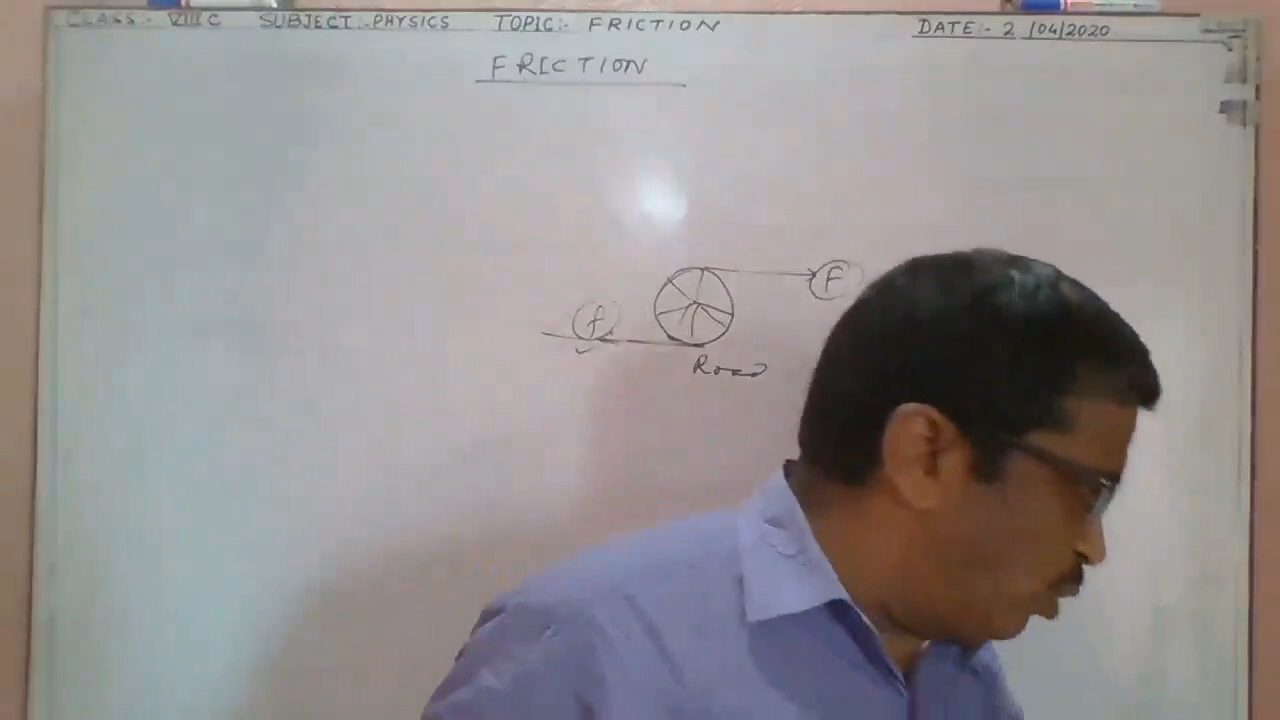 CLASS:- VIII C SUBJECT:-PHYSICS TOPIC:- FRICTION DATE:- 2 /04/2020
FRICTION
F
f
Road